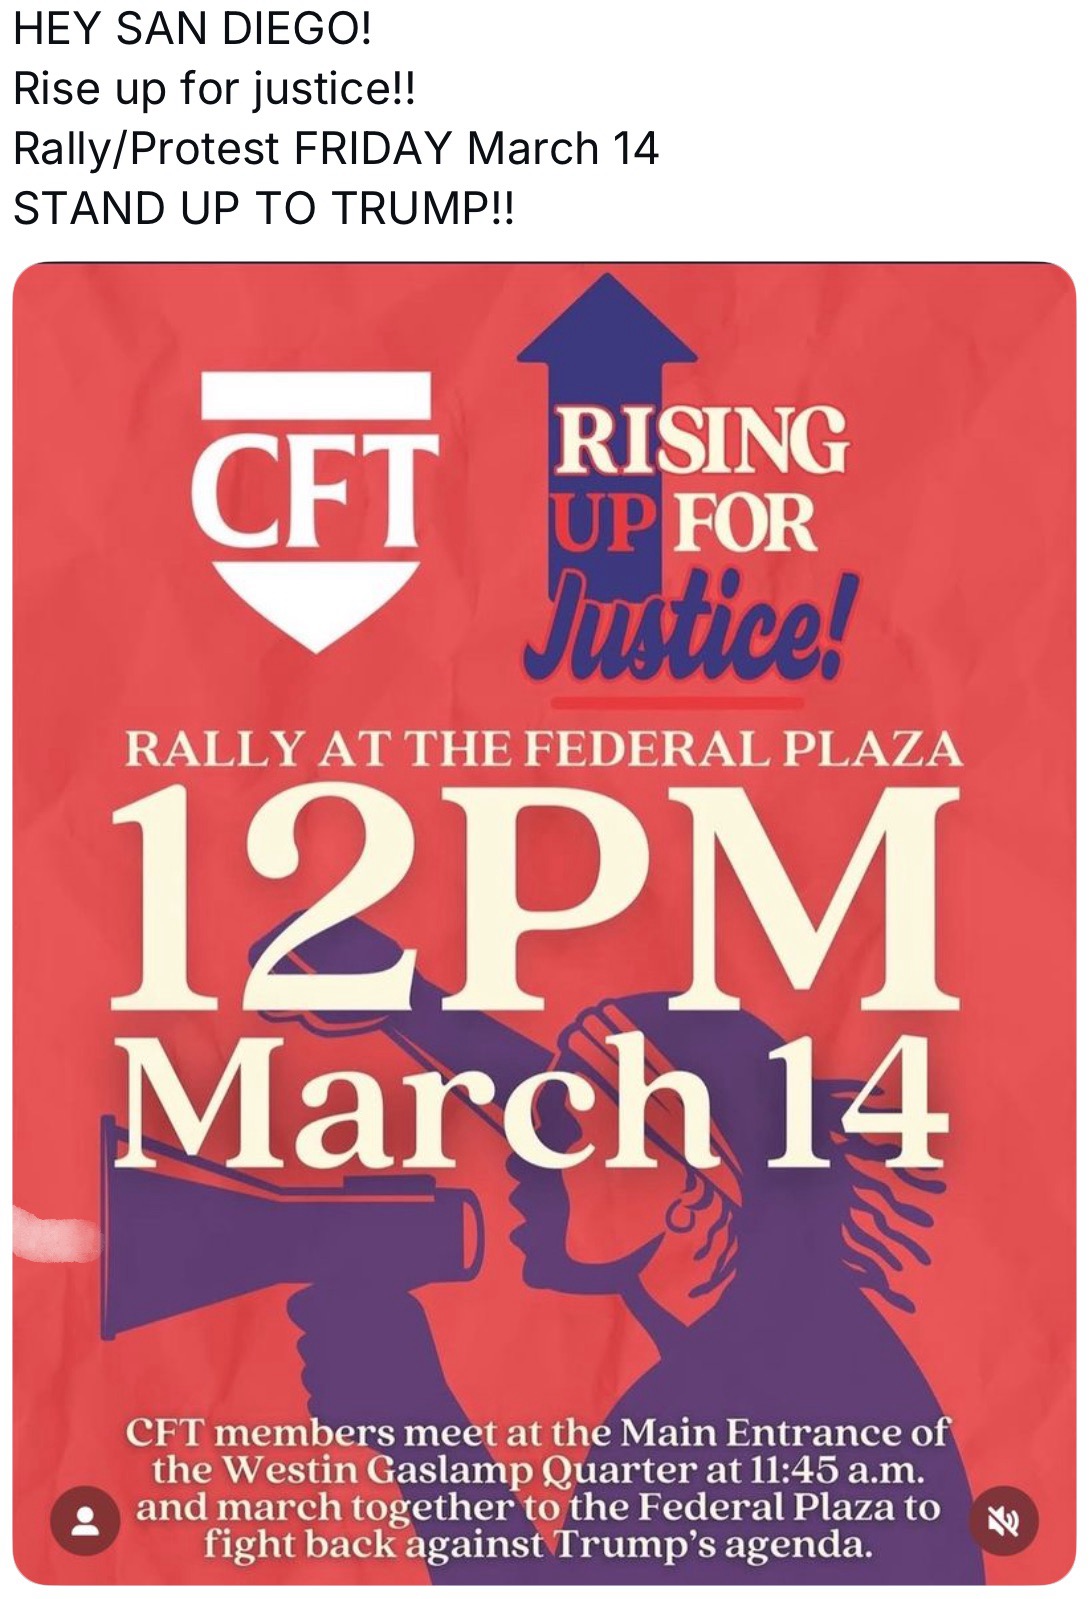 HEY SAN DIEGO!
Rise up for justice!!
Rally/Protest FRIDAY March 14
STAND UP TO TRUMP!!
CFT
RISING
UP FOR
Justice!
RALLY AT THE FEDERAL PLAZA
12PM
March 14
CFT members meet at the Main Entrance of
the Westin Gaslamp Quarter at 11:45 a.m.
and march together to the Federal Plaza to
fight back against Trump's agenda.